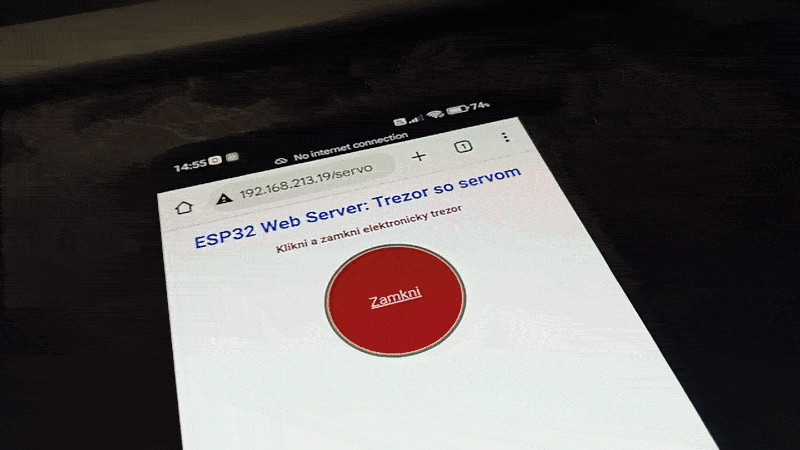 14:55
74%
No internet connection
192.168.213.19/servo
1
ESP32 Web Server: Trezor so servom
Klikni a zamkni elektronicky trezor
Zamkni